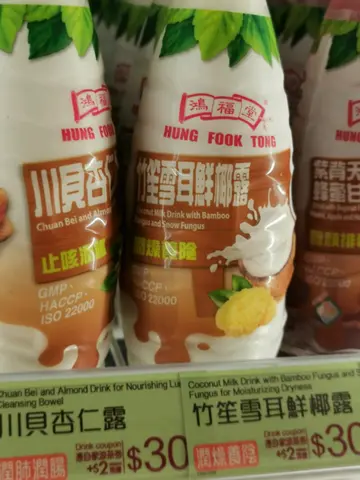 鴻福堂
HUNG FOOK TONG
川貝杏仁
Chuan Bei and Almond
止咳
GMP·
HACCP·
ISO 22000
鴻福堂
HUNG FOOK TONG
竹笙雪耳鮮椰露
Coconut Milk Drink with Bamboo
Fungus and Snow Fungus
潤燥養陰
GMP·
HACCP·
ISO 22000
紫背天
Chuan Bei and Almond Drink for Nourishing Lu
Cleansing Bowel
川貝杏仁露
潤肺潤腸
Drink coupon
+$2
$30
Coconut Milk Drink with Bamboo Fungus and Sn
Fungus for Moisturizing Dryness
竹笙雪耳鮮椰露
潤燥養陰
Drink coupon
+$2
$30